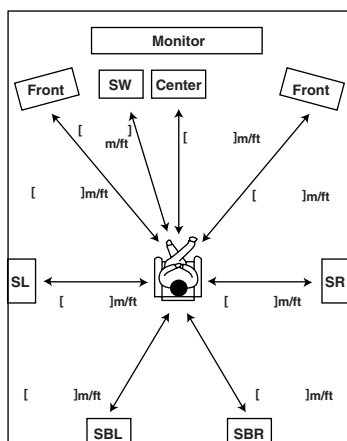 Monitor
Front
SW
Center
Front
[ ]
m/ft
[ ]m/ft
[ ]m/ft
[ ]m/ft
SL
SR
[ ]m/ft
[ ]m/ft
[ ]m/ft
[ ]m/ft
SBL
SBR